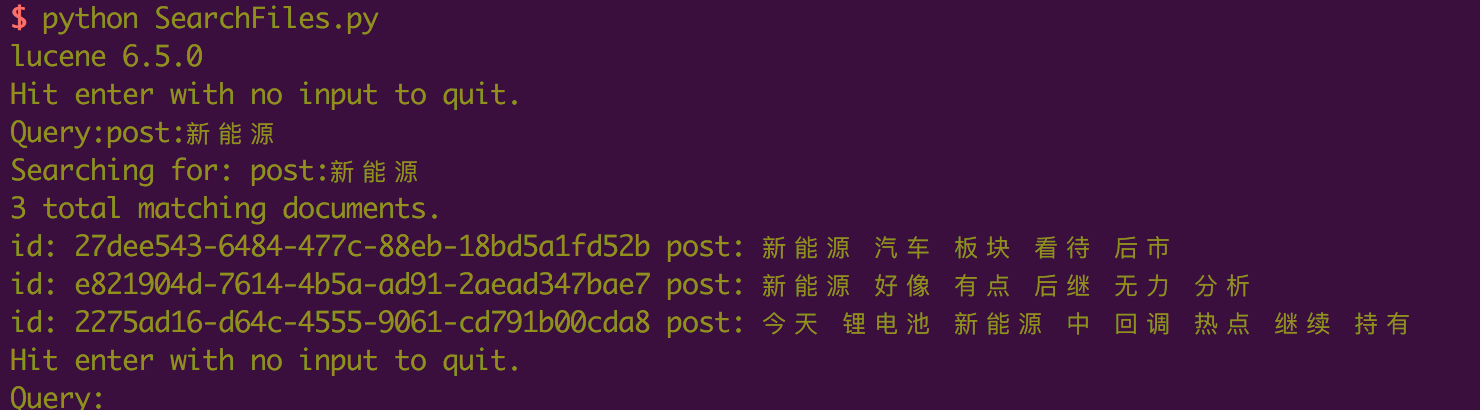 $ python SearchFiles.py
lucene 6.5.0
Hit enter with no input to quit.
Query:post:新能源
Searching for: post:新能源
3 total matching documents.
id: 27dee543-6484-477c-88eb-18bd5a1fd52b post: 新能源 汽车 板块 看待 后市
id: e821904d-7614-4b5a-ad91-2aead347bae7 post: 新能源 好像 有点 后继 无力 分析
id: 2275ad16-d64c-4555-9061-cd791b00cda8 post: 今天 锂电池 新能源 中 回调 热点 继续 持有
Hit enter with no input to quit.
Query: